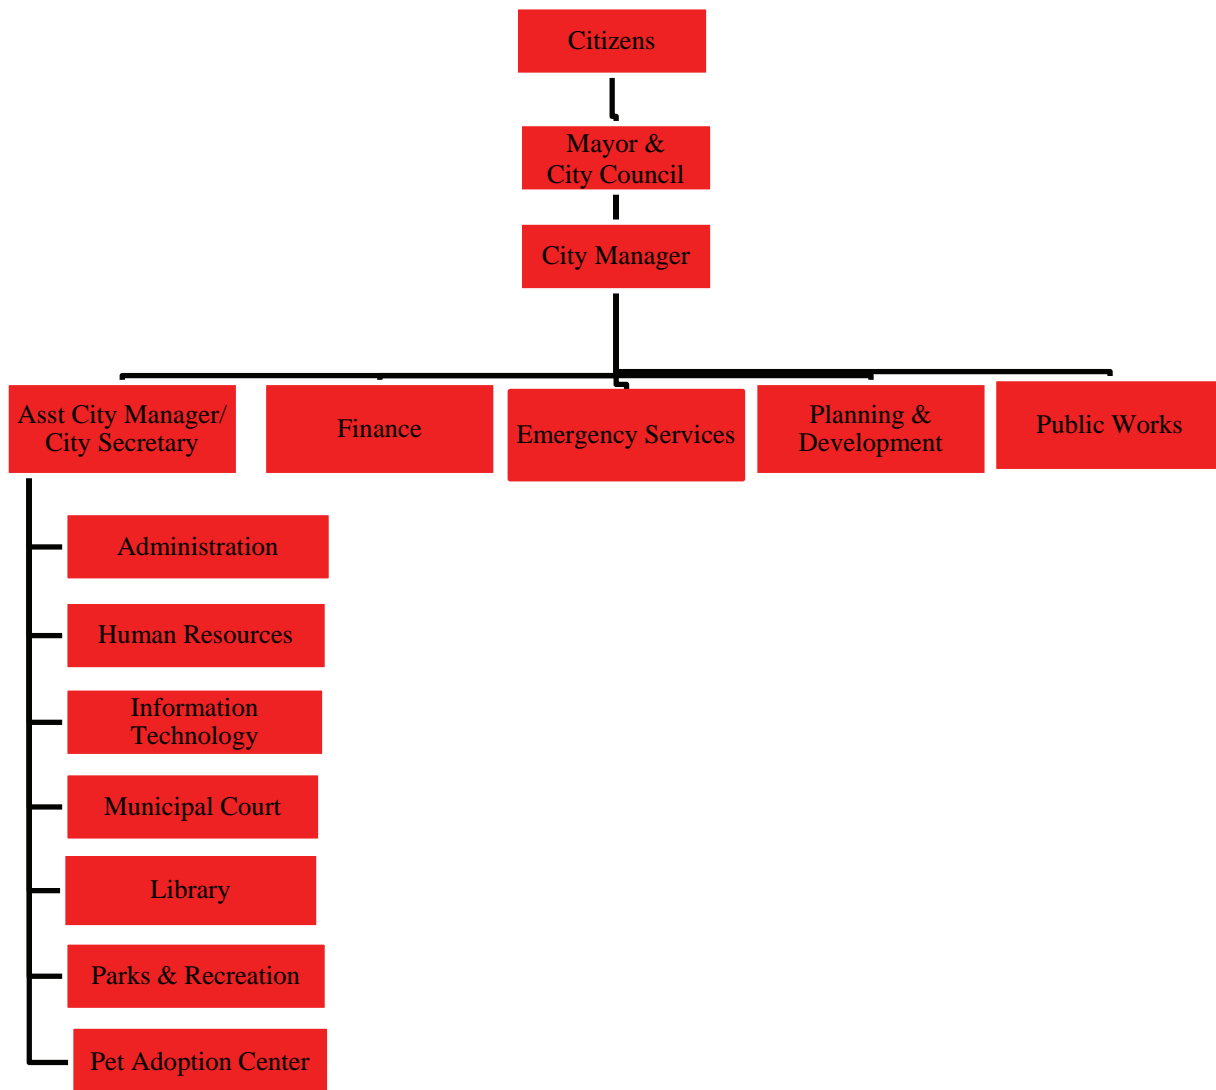 Citizens
Mayor &
City Council
City Manager
Asst City Manager/
City Secretary
Finance
Emergency Services
Planning &
Development
Public Works
Administration
Human Resources
Information
Technology
Municipal Court
Library
Parks & Recreation
Pet Adoption Center